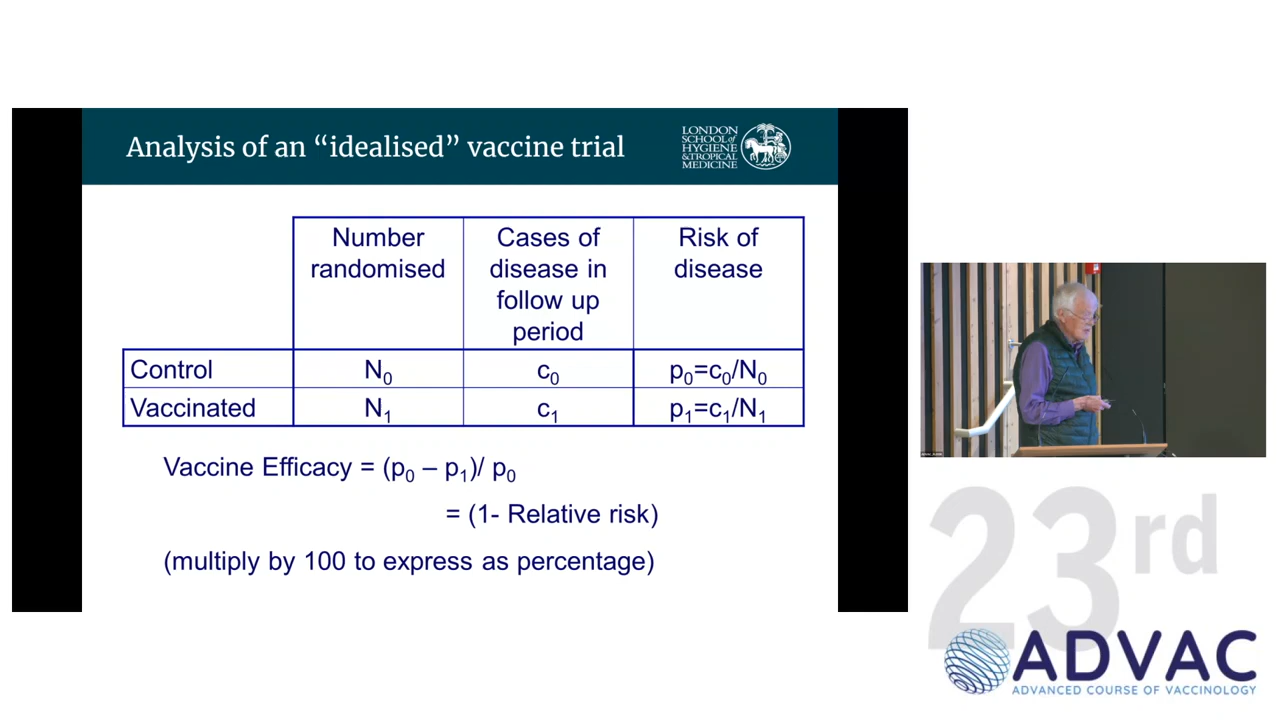 Analysis of an “idealised” vaccine trial
LONDON
SCHOOL of
HYGIENE
& TROPICAL
MEDICINE
Number
randomised
Cases of
disease in
follow up
period
Risk of
disease
Control
N₀
c₀
p₀=c₀/N₀
Vaccinated
N₁
c₁
p₁=c₁/N₁
Vaccine Efficacy = (p₀ – p₁)/ p₀
= (1- Relative risk)
(multiply by 100 to express as percentage)
23rd
ADVAC
ADVANCED COURSE OF VACCINOLOGY